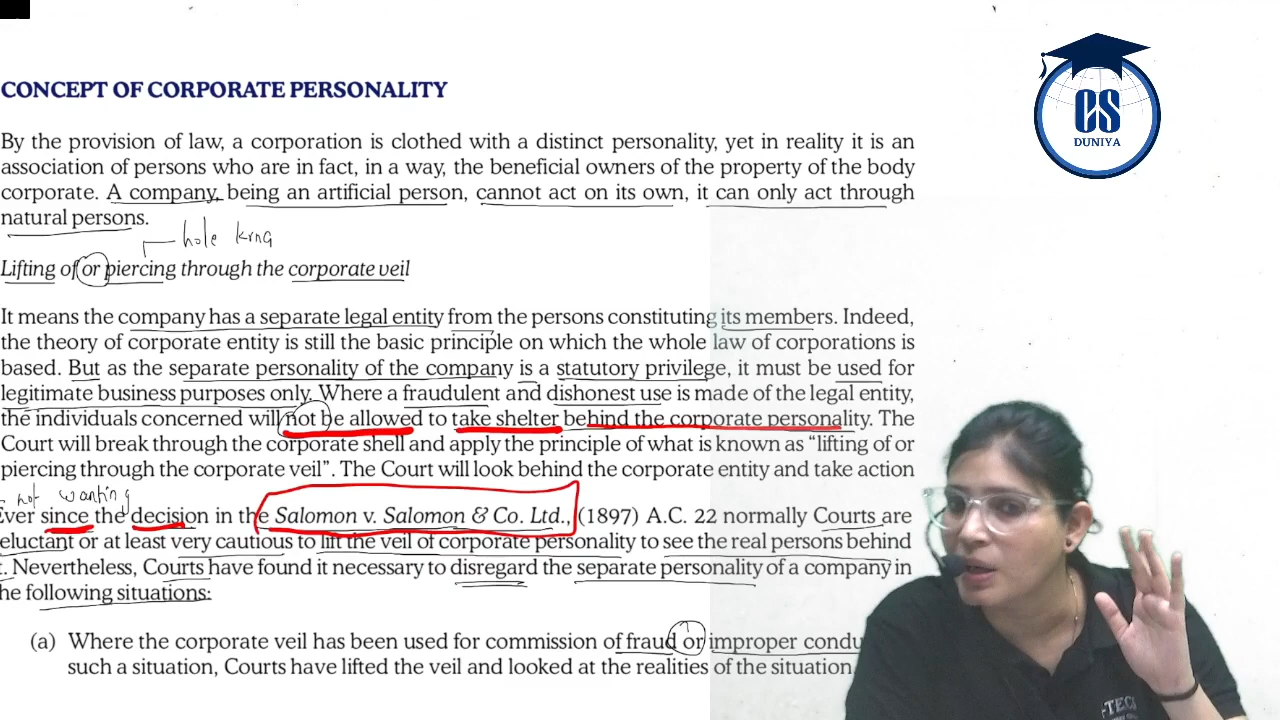 CONCEPT OF CORPORATE PERSONALITY
CS
DUNIYA
By the provision of law, a corporation is clothed with a distinct personality, yet in reality it is an
association of persons who are in fact, in a way, the beneficial owners of the property of the body
corporate. A company, being an artificial person, cannot act on its own, it can only act through
natural persons.
hole krna
Lifting of or piercing through the corporate veil
It means the company has a separate legal entity from the persons constituting its members. Indeed,
the theory of corporate entity is still the basic principle on which the whole law of corporations is
based. But as the separate personality of the company is a statutory privilege, it must be used for
legitimate business purposes only. Where a fraudulent and dishonest use is made of the legal entity,
the individuals concerned will not be allowed to take shelter behind the corporate personality. The
Court will break through the corporate shell and apply the principle of what is known as “lifting of or
piercing through the corporate veil”. The Court will look behind the corporate entity and take action
not wanting
Ever since the decision in the Salomon v. Salomon & Co. Ltd., (1897) A.C. 22 normally Courts are
eluctant or at least very cautious to lift the veil of corporate personality to see the real persons behind
t. Nevertheless, Courts have found it necessary to disregard the separate personality of a company in
he following situations:
(a) Where the corporate veil has been used for commission of fraud or improper condu
such a situation, Courts have lifted the veil and looked at the realities of the situation.